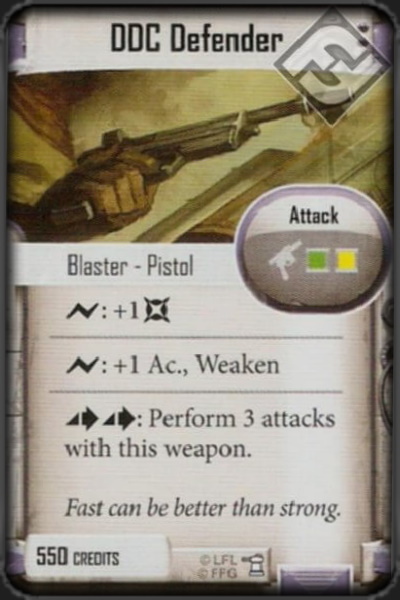 DDC Defender
Attack
Blaster - Pistol
: +1
: +1 Ac., Weaken
: Perform 3 attacks
with this weapon.
Fast can be better than strong.
550 CREDITS
© LFL
© FFG